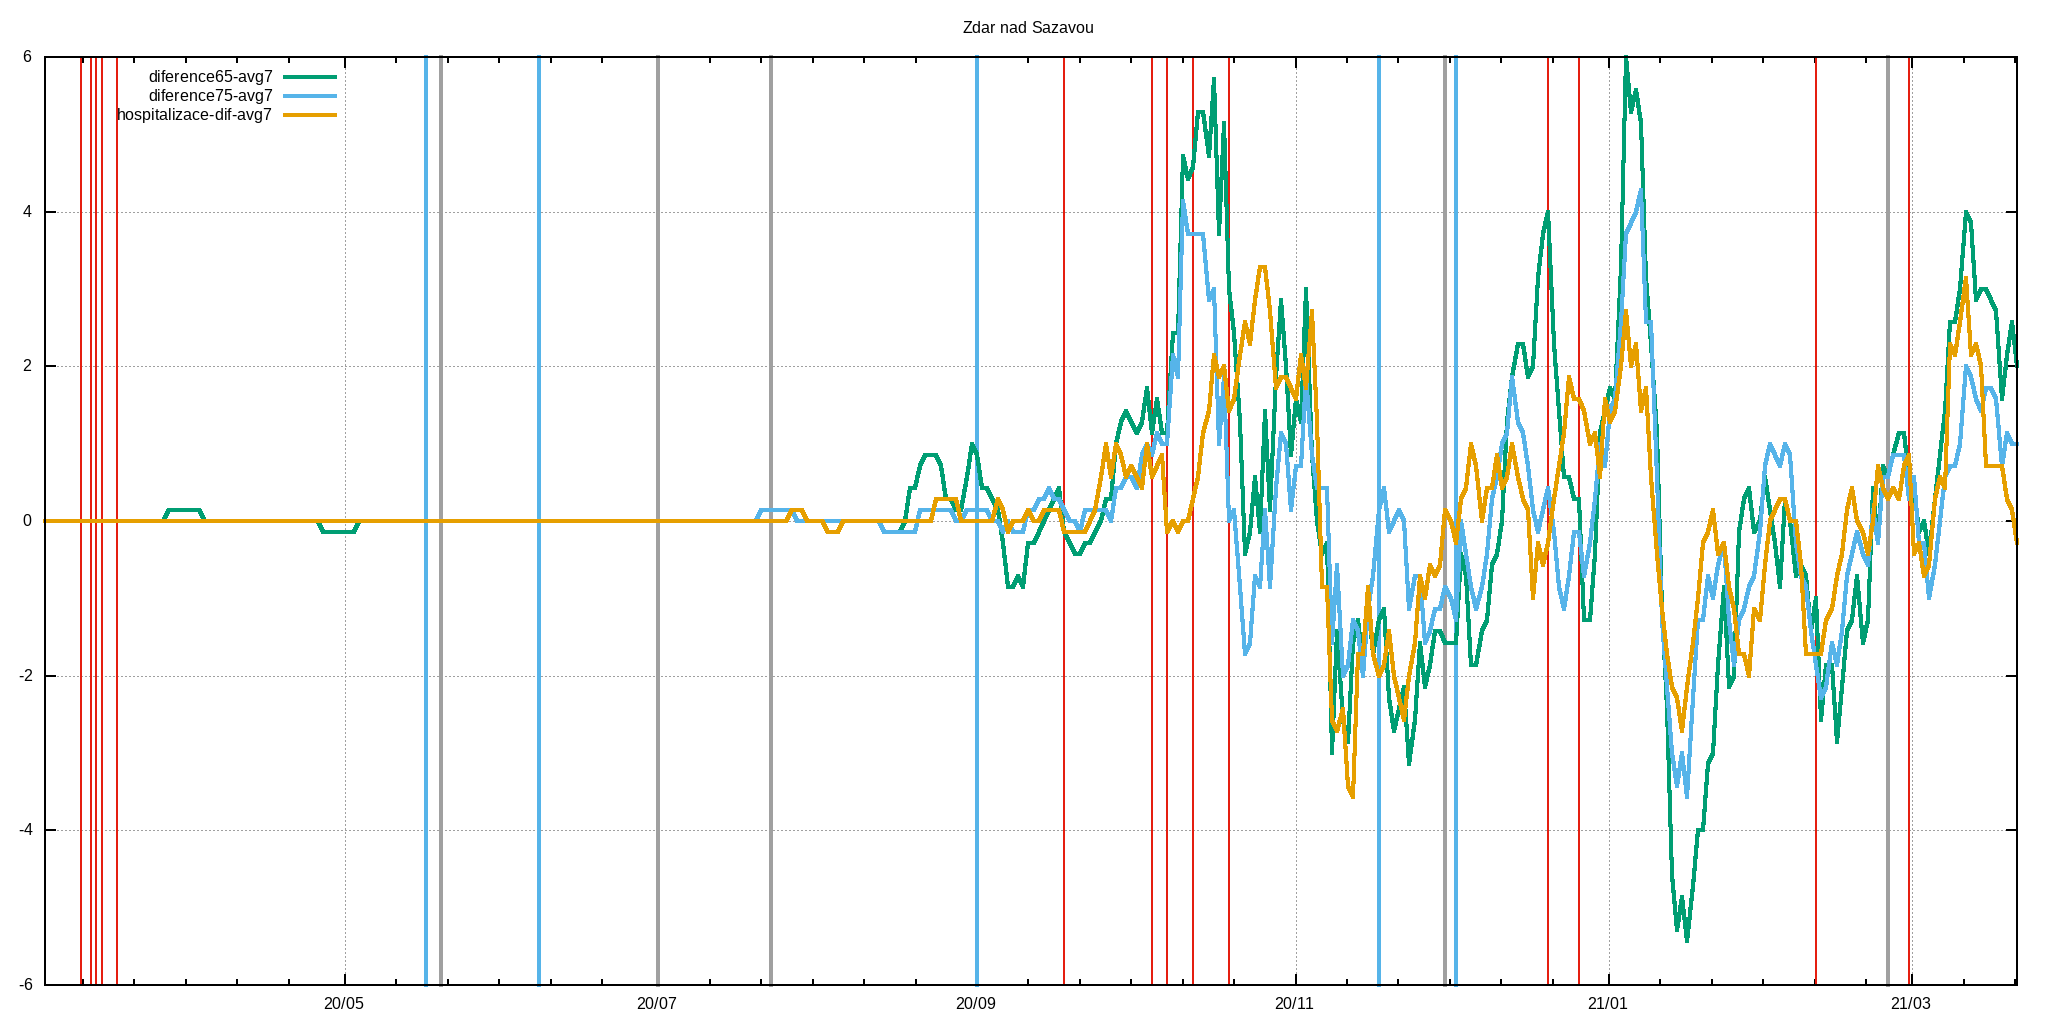 Zdar nad Sazavou
6
diference65-avg7
diference75-avg7
hospitalizace-dif-avg7
4
2
0
-2
-4
-6
20/05 20/07 20/09 20/11 21/01 21/03